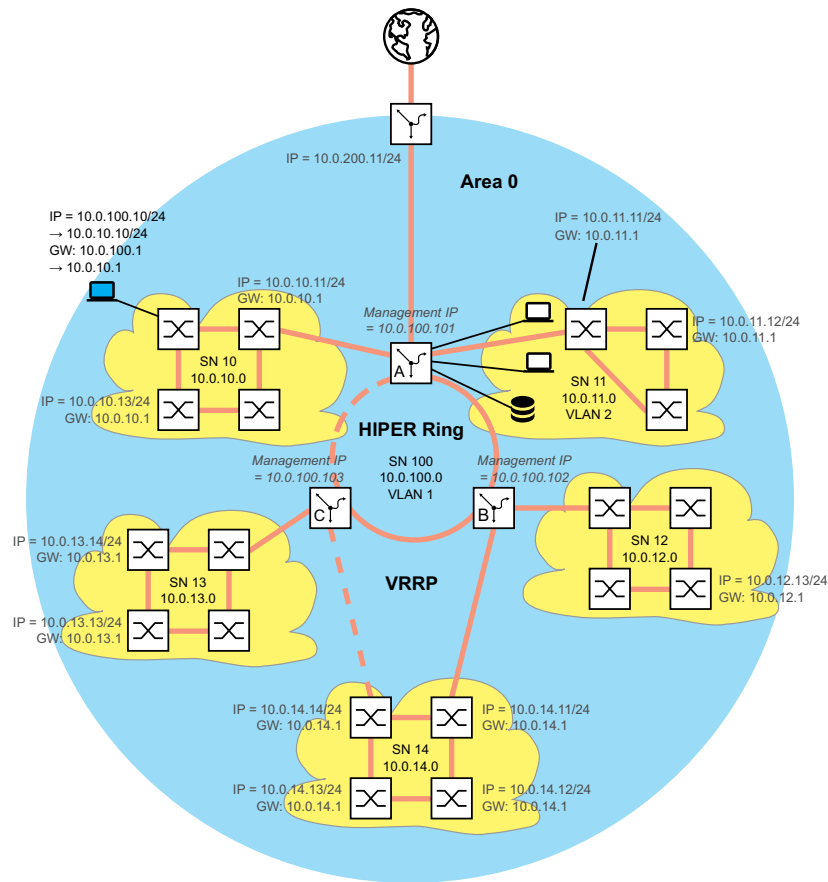 IP = 10.0.200.11/24
Area 0
IP = 10.0.100.10/24
→ 10.0.10.10/24
GW: 10.0.100.1
→ 10.0.10.1
IP = 10.0.11.11/24
GW: 10.0.11.1
IP = 10.0.10.11/24
GW: 10.0.10.1
Management IP
= 10.0.100.101
IP = 10.0.11.12/24
GW: 10.0.11.1
SN 10
10.0.10.0
A
SN 11
10.0.11.0
VLAN 2
IP = 10.0.10.13/24
GW: 10.0.10.1
HIPER Ring
SN 100
10.0.100.0
VLAN 1
Management IP
= 10.0.100.103
Management IP
= 10.0.100.102
C
B
SN 12
10.0.12.0
IP = 10.0.13.14/24
GW: 10.0.13.1
SN 13
10.0.13.0
VRRP
IP = 10.0.12.13/24
GW: 10.0.12.1
IP = 10.0.13.13/24
GW: 10.0.13.1
IP = 10.0.14.14/24
GW: 10.0.14.1
IP = 10.0.14.11/24
GW: 10.0.14.1
SN 14
10.0.14.0
IP = 10.0.14.13/24
GW: 10.0.14.1
IP = 10.0.14.12/24
GW: 10.0.14.1